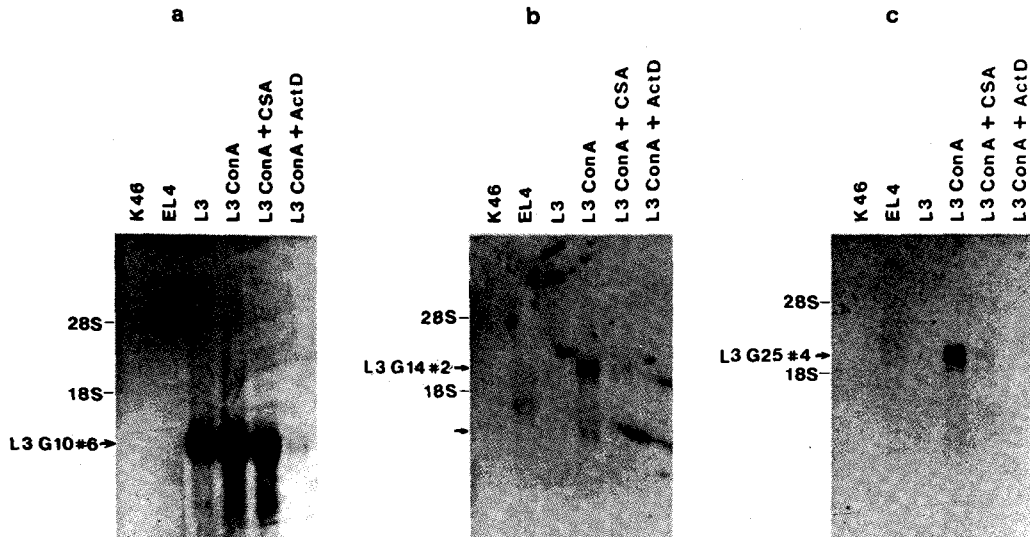 a
K46
EL4
L3
L3 ConA
L3 ConA + CSA
L3 ConA + ActD
28S
18S
L3 G10 #6
b
K46
EL4
L3
L3 ConA
L3 ConA + CSA
L3 ConA + ActD
28S
L3 G14 #2
18S
c
K46
EL4
L3
L3 ConA
L3 ConA + CSA
L3 ConA + ActD
28S
L3 G25 #4
18S